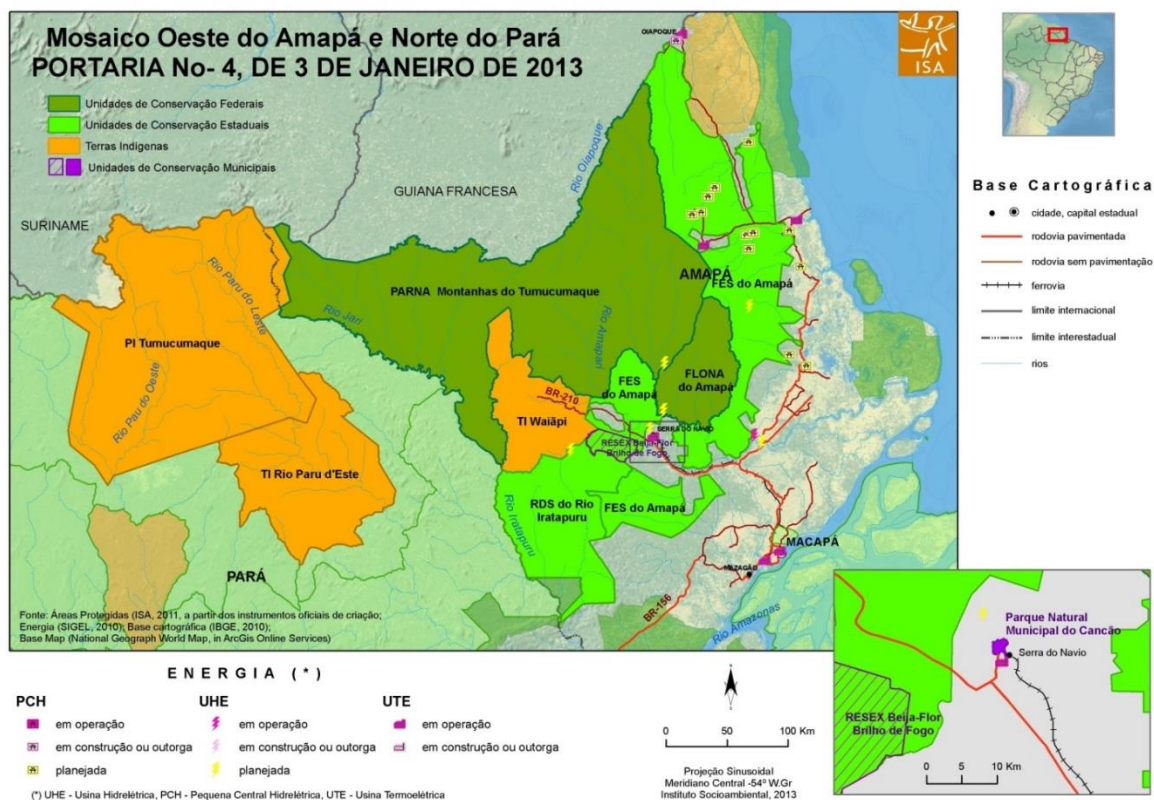 Mosaico Oeste do Amapá e Norte do Pará
PORTARIA No- 4, DE 3 DE JANEIRO DE 2013
Unidades de Conservação Federais
Unidades de Conservação Estaduais
Terras Indígenas
Unidades de Conservação Municipais
ISA
OIAPOQUE
Rio Oiapoque
GUIANA FRANCESA
SURINAME
Rio Paru do Leste
PARNA Montanhas do Tumucumaque
AMAPÁ
FES do Amapá
Rio Jari
Rio Amapari
PI Tumucumaque
Rio Pau do Oeste
FES
do Amapá
FLONA
do Amapá
BR-210
TI Waiãpi
SERRA DO NAVIO
RESEX Beija-Flor
Brilho de Fogo
TI Rio Paru d'Este
RDS do Rio
Iratapuru
FES do Amapá
Rio Iratapuru
MACAPÁ
MAZAGÃO
PARÁ
BR-156
Rio Amazonas
Fonte: Áreas Protegidas (ISA, 2011, a partir dos instrumentos oficiais de criação;
Energia (SIGEL, 2010); Base cartográfica (IBGE, 2010);
Base Map (National Geograph World Map, in ArcGis Online Services)
Base Cartográfica
cidade, capital estadual
rodovia pavimentada
rodovia sem pavimentação
ferrovia
limite internacional
limite interestadual
rios
Parque Natural
Municipal do Cancão
Serra do Navio
RESEX Beija-Flor
Brilho de Fogo
0 5 10 Km
ENERGIA (*)
PCH
em operação
em construção ou outorga
planejada
UHE
em operação
em construção ou outorga
planejada
UTE
em operação
em construção ou outorga
(*) UHE - Usina Hidrelétrica, PCH - Pequena Central Hidrelétrica, UTE - Usina Termoelétrica
0 50 100 Km
Projeção Sinusoidal
Meridiano Central -54º W.Gr
Instituto Socioambiental, 2013